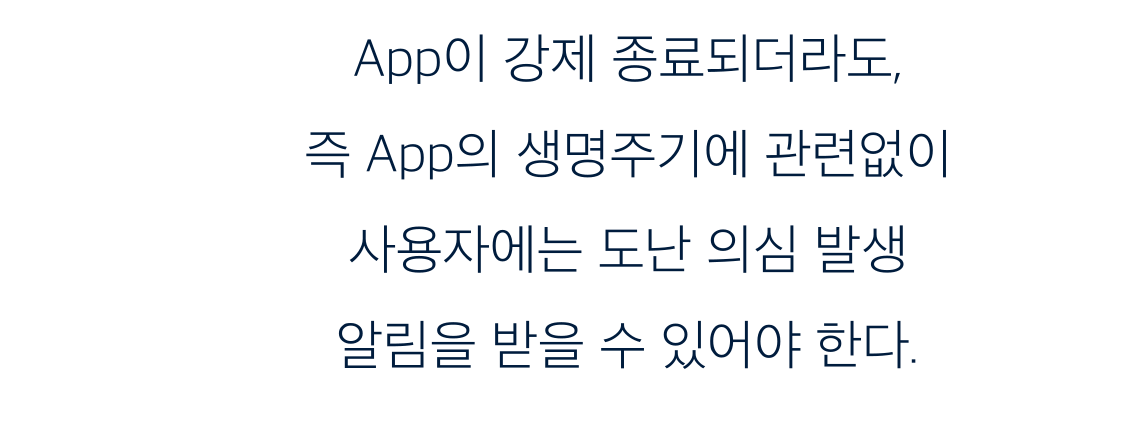 App이 강제 종료되더라도,
즉 App의 생명주기에 관련없이
사용자에는 도난 의심 발생
알림을 받을 수 있어야 한다.